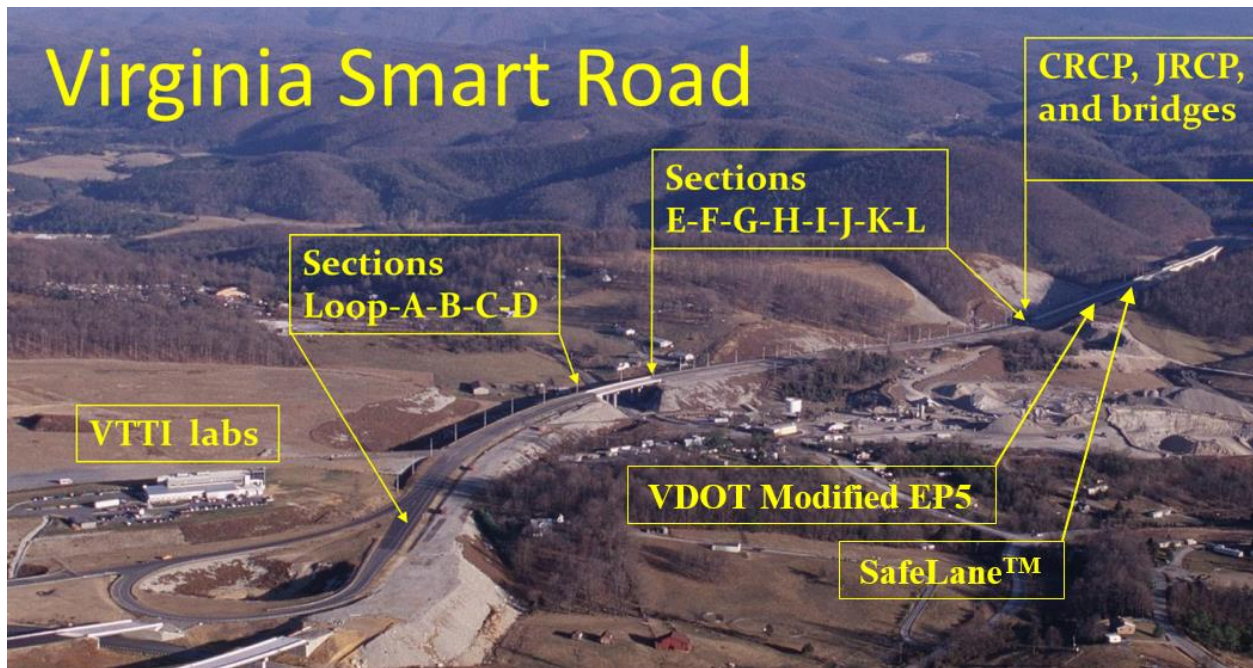 Virginia Smart Road
CRCP, JRCP,
and bridges
Sections
E-F-G-H-I-J-K-L
Sections
Loop-A-B-C-D
VTTI labs
VDOT Modified EP5
SafeLane™